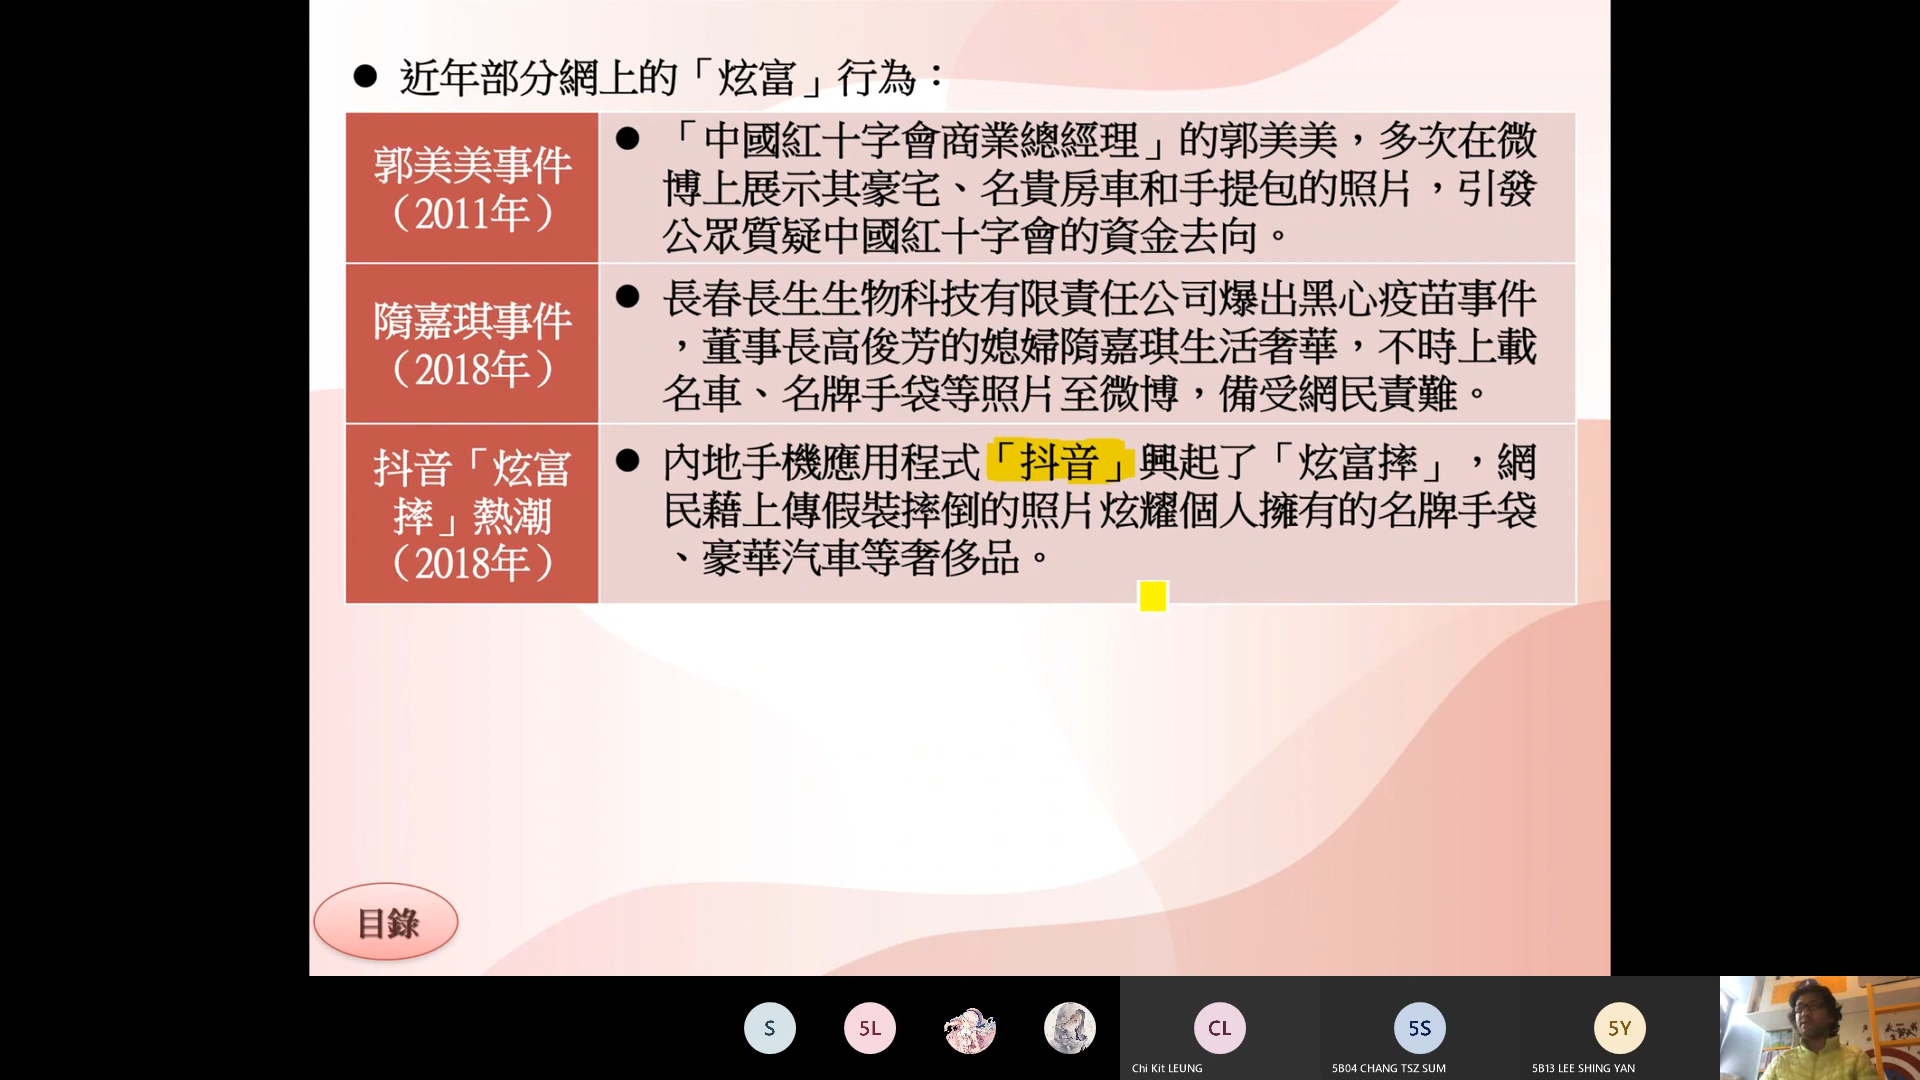 ● 近年部分網上的「炫富」行為：
郭美美事件
（2011年）
● 「中國紅十字會商業總經理」的郭美美，多次在微
博上展示其豪宅、名貴房車和手提包的照片，引發
公眾質疑中國紅十字會的資金去向。
隋嘉琪事件
（2018年）
● 長春長生生物科技有限責任公司爆出黑心疫苗事件
，董事長高俊芳的媳婦隋嘉琪生活奢華，不時上載
名車、名牌手袋等照片至微博，備受網民責難。
抖音「炫富
摔」熱潮
（2018年）
● 內地手機應用程式「抖音」興起了「炫富摔」，網
民藉上傳假裝摔倒的照片炫耀個人擁有的名牌手袋
、豪華汽車等奢侈品。
目錄
S
5L
CL
5S
5Y
Chi Kit LEUNG
5B04 CHANG TSZ SUM
5B13 LEE SHING YAN